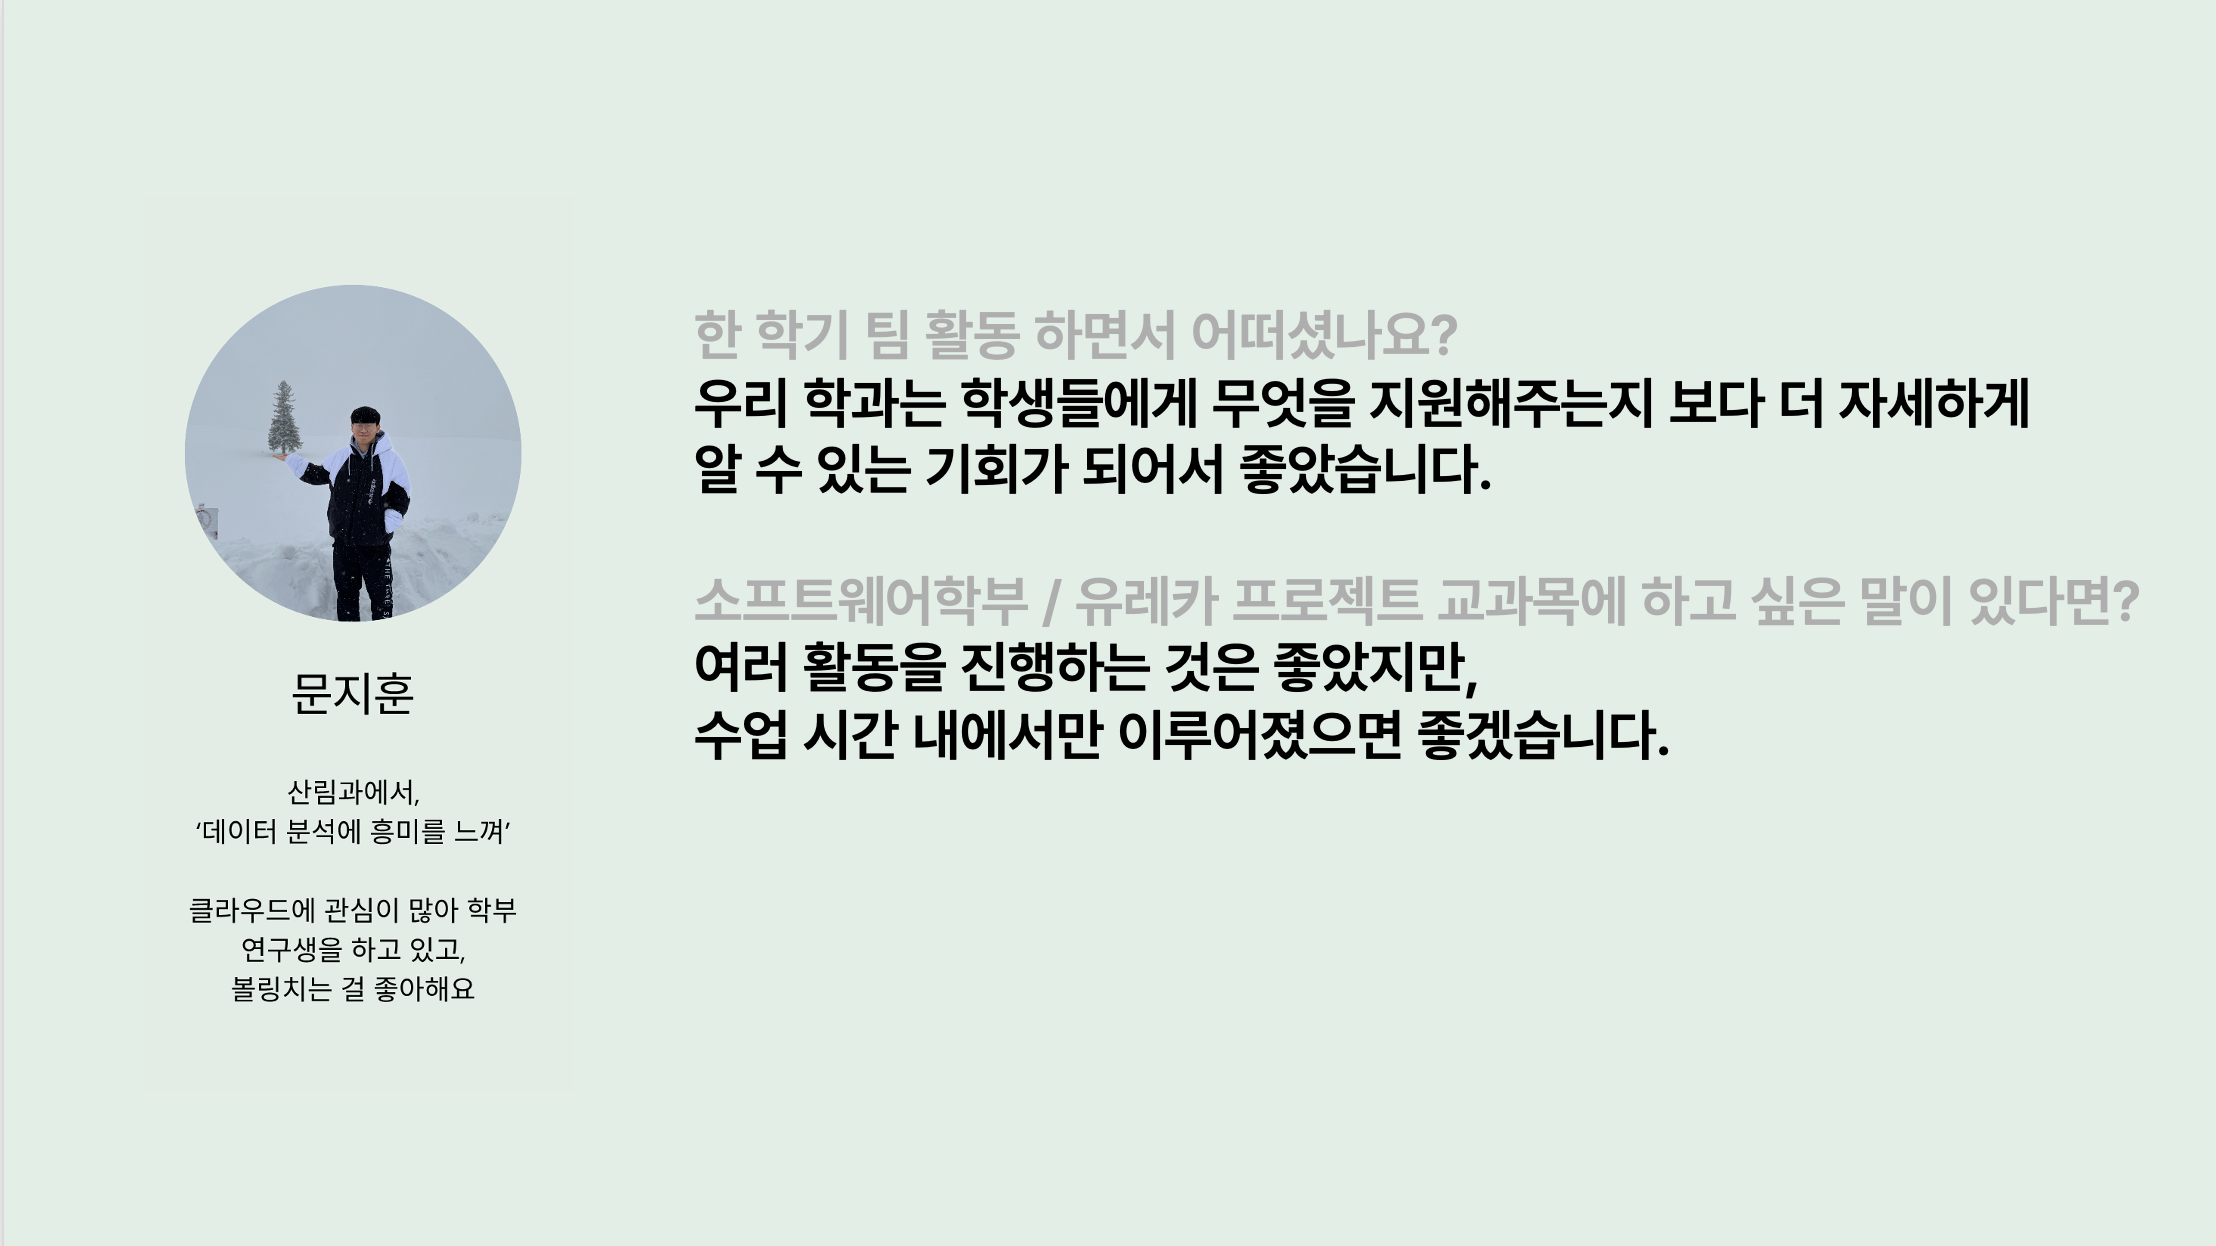 문지훈
산림과에서,
‘데이터 분석에 흥미를 느껴’
클라우드에 관심이 많아 학부
연구생을 하고 있고,
볼링치는 걸 좋아해요
한 학기 팀 활동 하면서 어떠셨나요?
우리 학과는 학생들에게 무엇을 지원해주는지 보다 더 자세하게
알 수 있는 기회가 되어서 좋았습니다.
소프트웨어학부 / 유레카 프로젝트 교과목에 하고 싶은 말이 있다면?
여러 활동을 진행하는 것은 좋았지만,
수업 시간 내에서만 이루어졌으면 좋겠습니다.